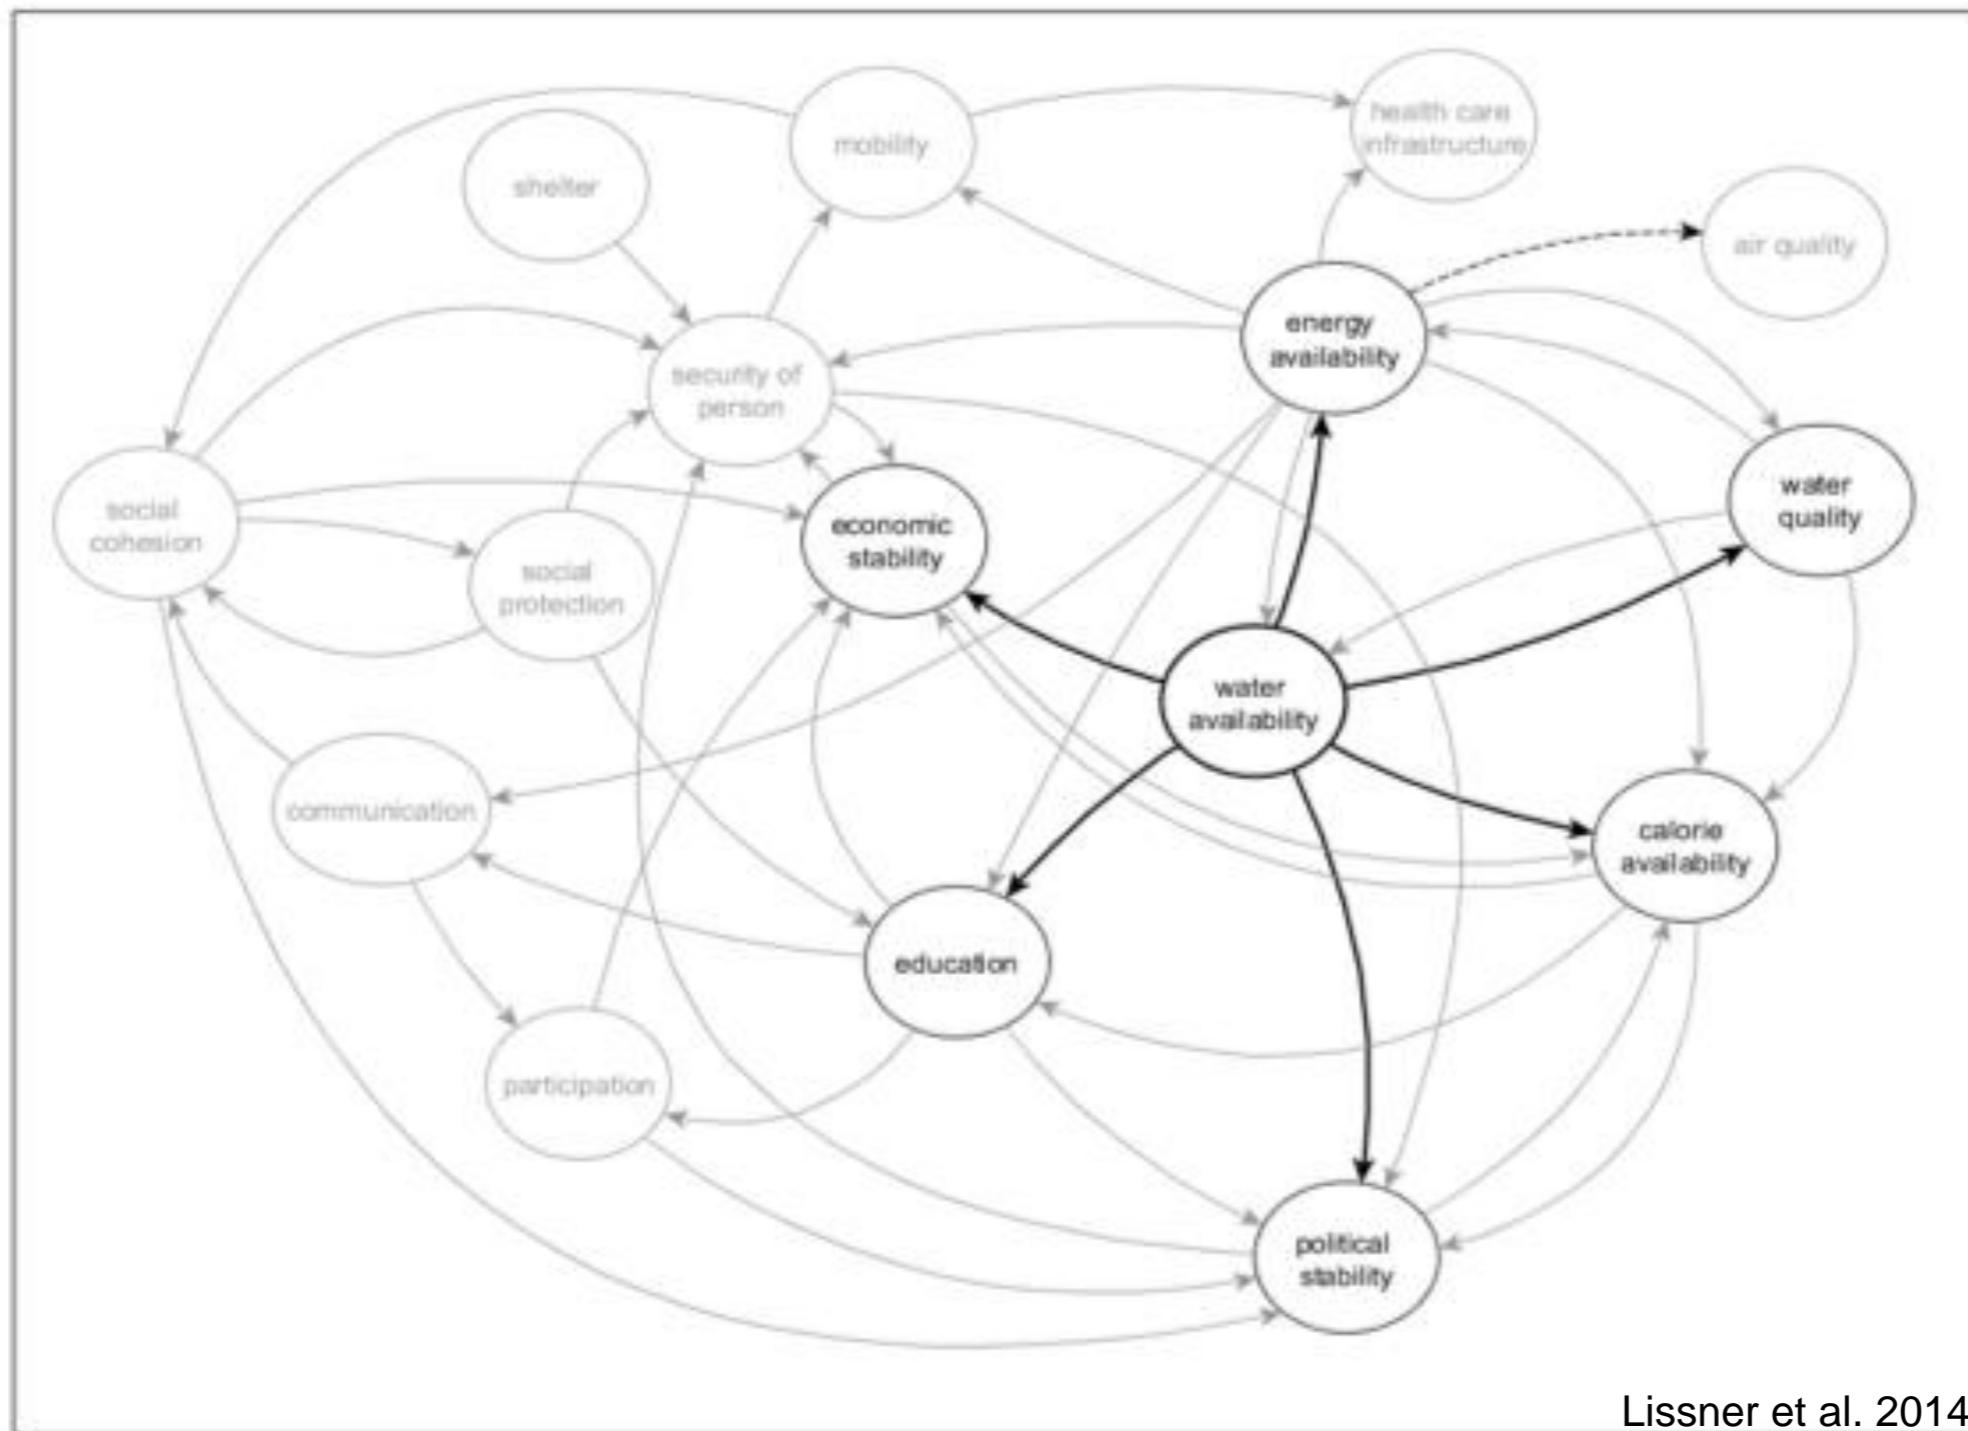 mobility
health care
infrastructure
shelter
air quality
energy
availability
security of
person
water
quality
social
cohesion
economic
stability
social
protection
water
availability
communication
calorie
availability
education
participation
political
stability
Lissner et al. 2014